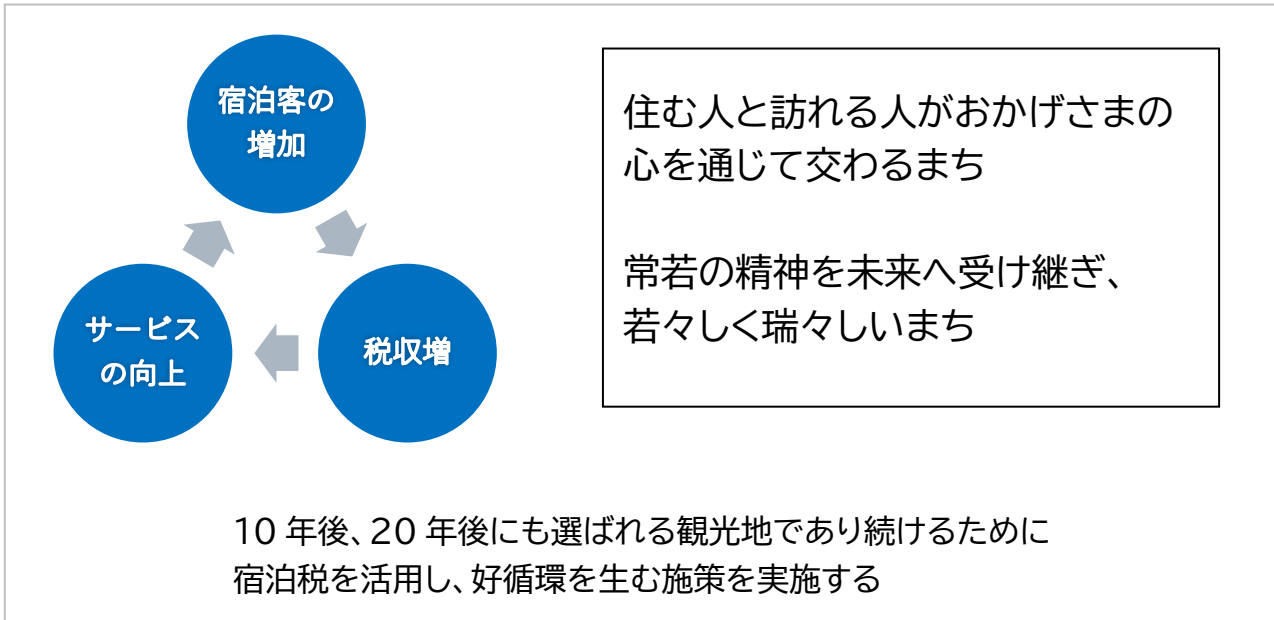 宿泊客の
増加
税収増
サービス
の向上
住む人と訪れる人がおかげさまの
心を通じて交わるまち
常若の精神を未来へ受け継ぎ、
若々しく瑞々しいまち
10 年後、20 年後にも選ばれる観光地であり続けるために
宿泊税を活用し、好循環を生む施策を実施する